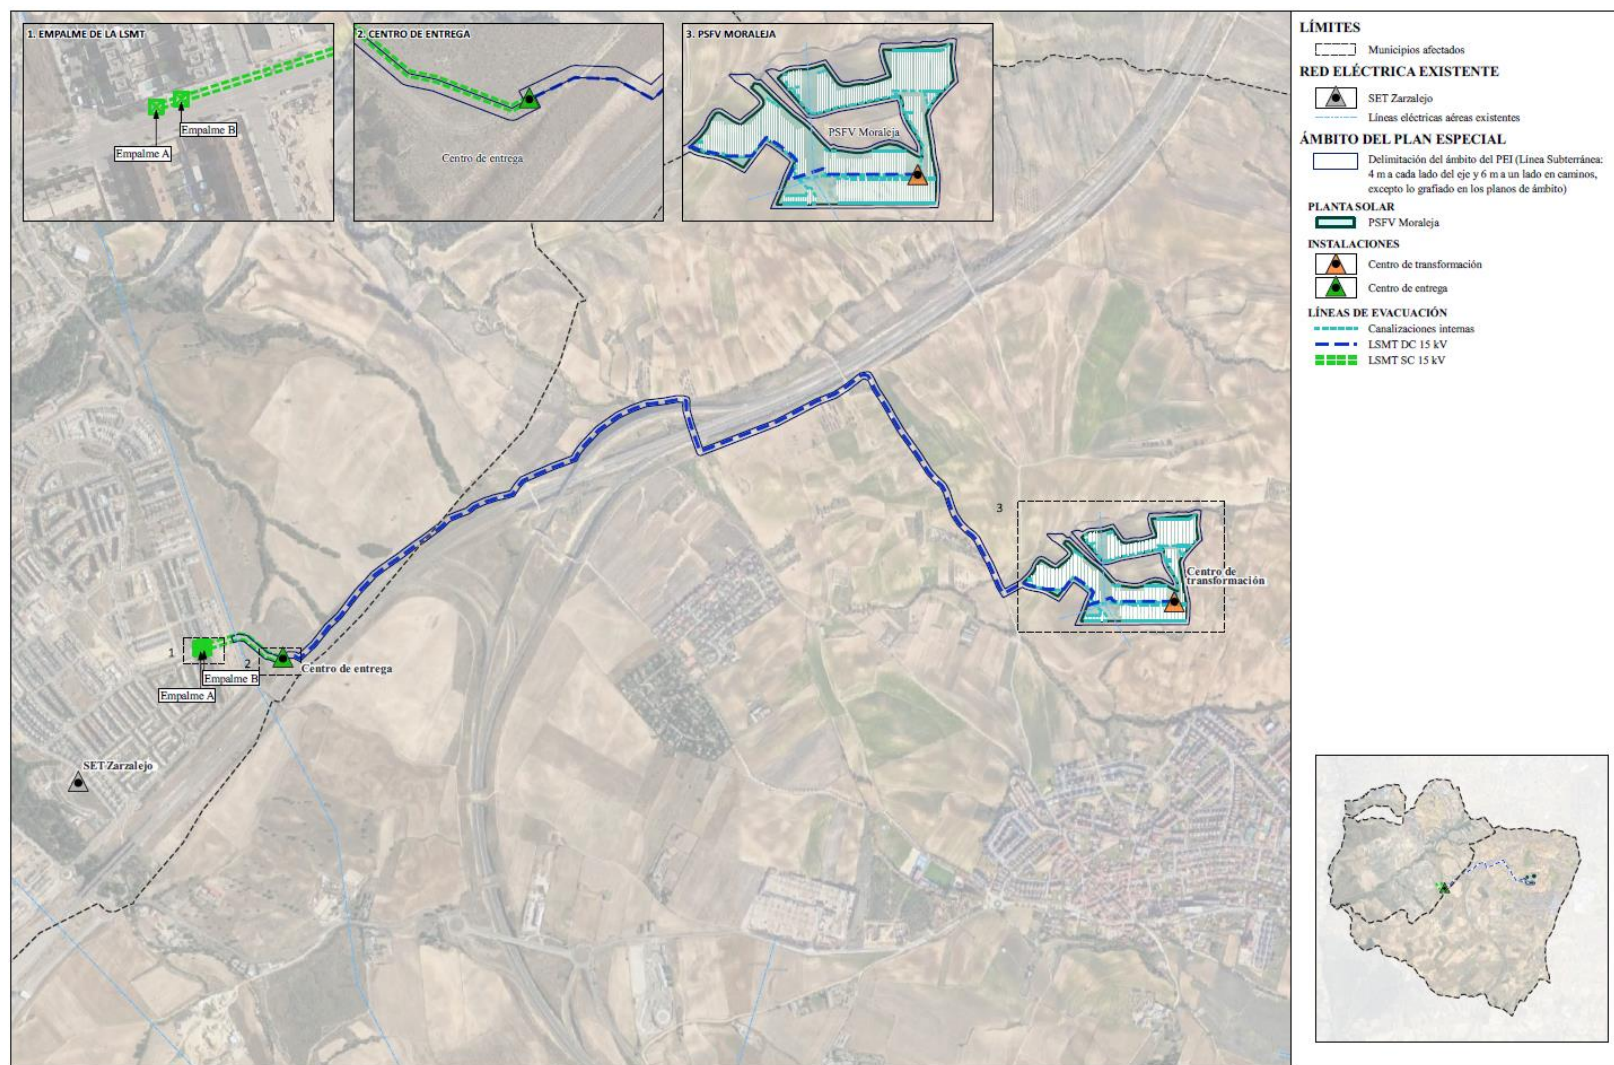 1. EMPALME DE LA LSMT
Empalme B
Empalme A
2. CENTRO DE ENTREGA
Centro de entrega
3. PSFV MORALEJA
PSFV Moraleja
3
Centro de
transformación
1
2
Centro de entrega
Empalme B
Empalme A
SET Zarzalejo
LÍMITES
Municipios afectados
RED ELÉCTRICA EXISTENTE
SET Zarzalejo
Líneas eléctricas aéreas existentes
ÁMBITO DEL PLAN ESPECIAL
Delimitación del ámbito del PEI (Línea Subterránea:
4 m a cada lado del eje y 6 m a un lado en caminos,
excepto lo grafiado en los planos de ámbito)
PLANTA SOLAR
PSFV Moraleja
INSTALACIONES
Centro de transformación
Centro de entrega
LÍNEAS DE EVACUACIÓN
Canalizaciones internas
LSMT DC 15 kV
LSMT SC 15 kV